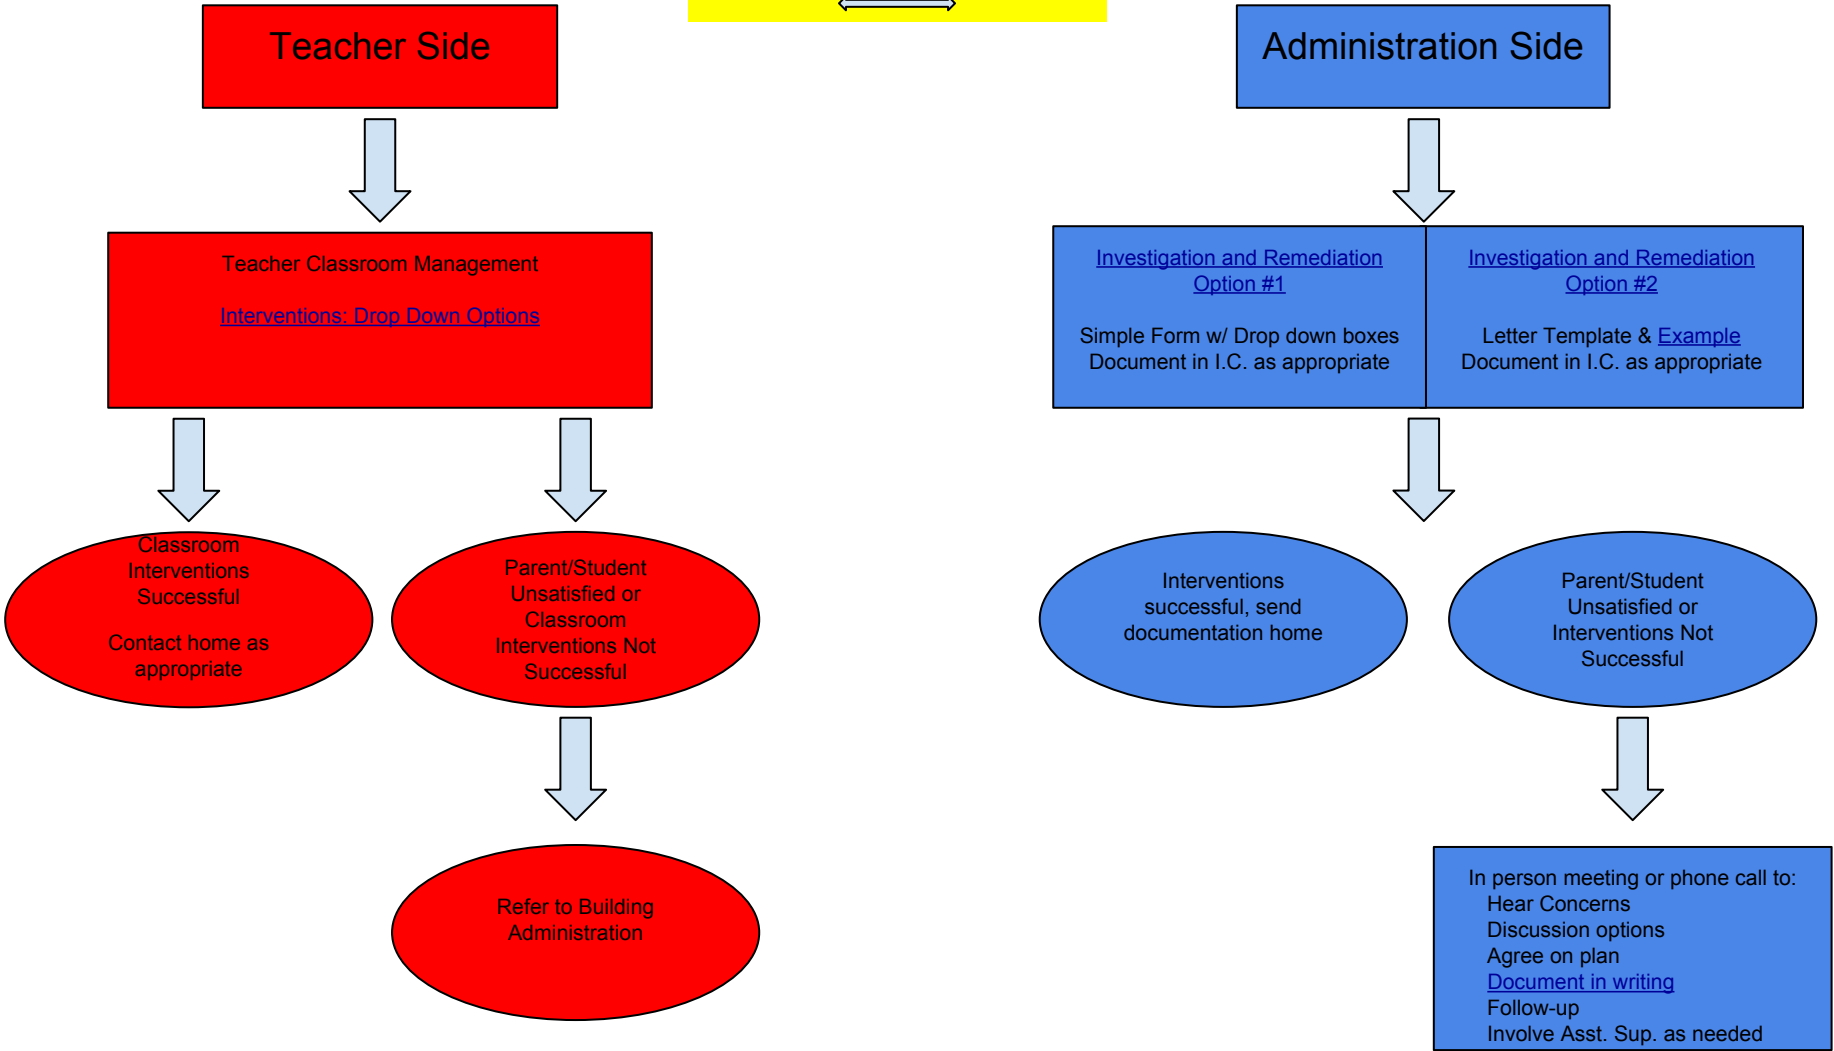 Teacher Side
Teacher Classroom Management
Interventions: Drop Down Options
Classroom
Interventions
Successful
Contact home as
appropriate
Parent/Student
Unsatisfied or
Classroom
Interventions Not
Successful
Refer to Building
Administration
Administration Side
Investigation and Remediation
Option #1
Simple Form w/ Drop down boxes
Document in I.C. as appropriate
Investigation and Remediation
Option #2
Letter Template & Example
Document in I.C. as appropriate
Interventions
successful, send
documentation home
Parent/Student
Unsatisfied or
Interventions Not
Successful
In person meeting or phone call to:
Hear Concerns
Discussion options
Agree on plan
Document in writing
Follow-up
Involve Asst. Sup. as needed